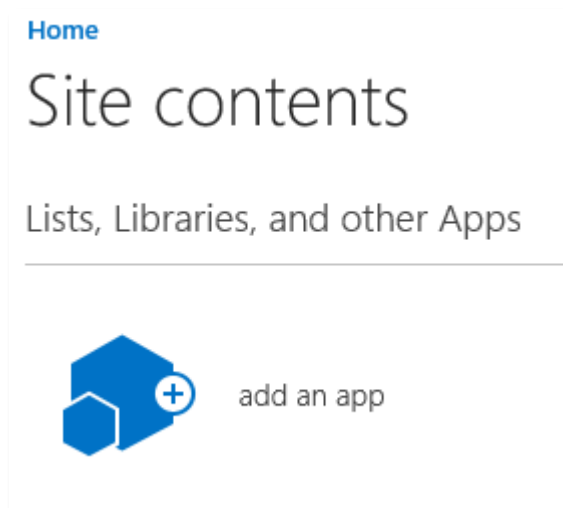 Home
Site contents
Lists, Libraries, and other Apps
add an app